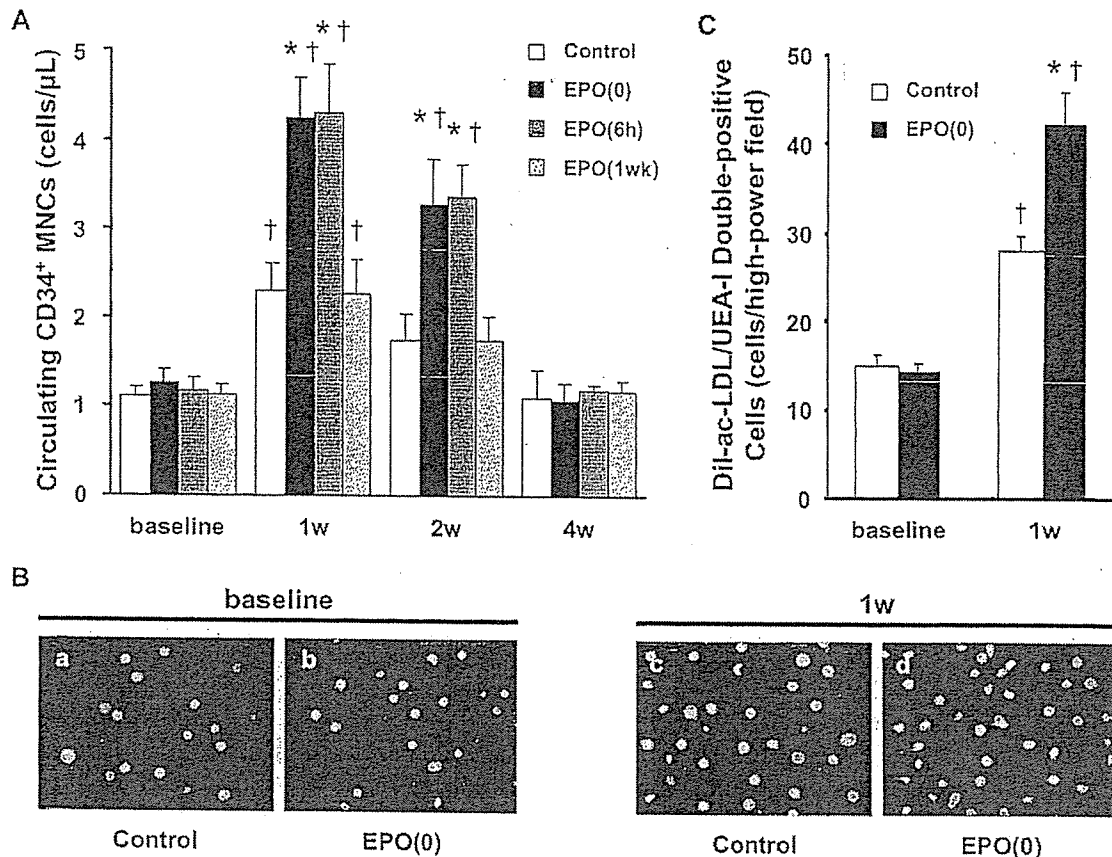 A
Circulating CD34⁺ MNCs (cells/µL)
5
4
3
2
1
0
* †
* †
†
†
* †
* †
Control
EPO(0)
EPO(6h)
EPO(1wk)
baseline
1w
2w
4w
C
Dil-ac-LDL/UEA-I Double-positive
Cells (cells/high-power field)
50
40
30
20
10
0
Control
EPO(0)
* †
†
baseline
1w
B
baseline
1w
a
b
c
d
Control
EPO(0)
Control
EPO(0)